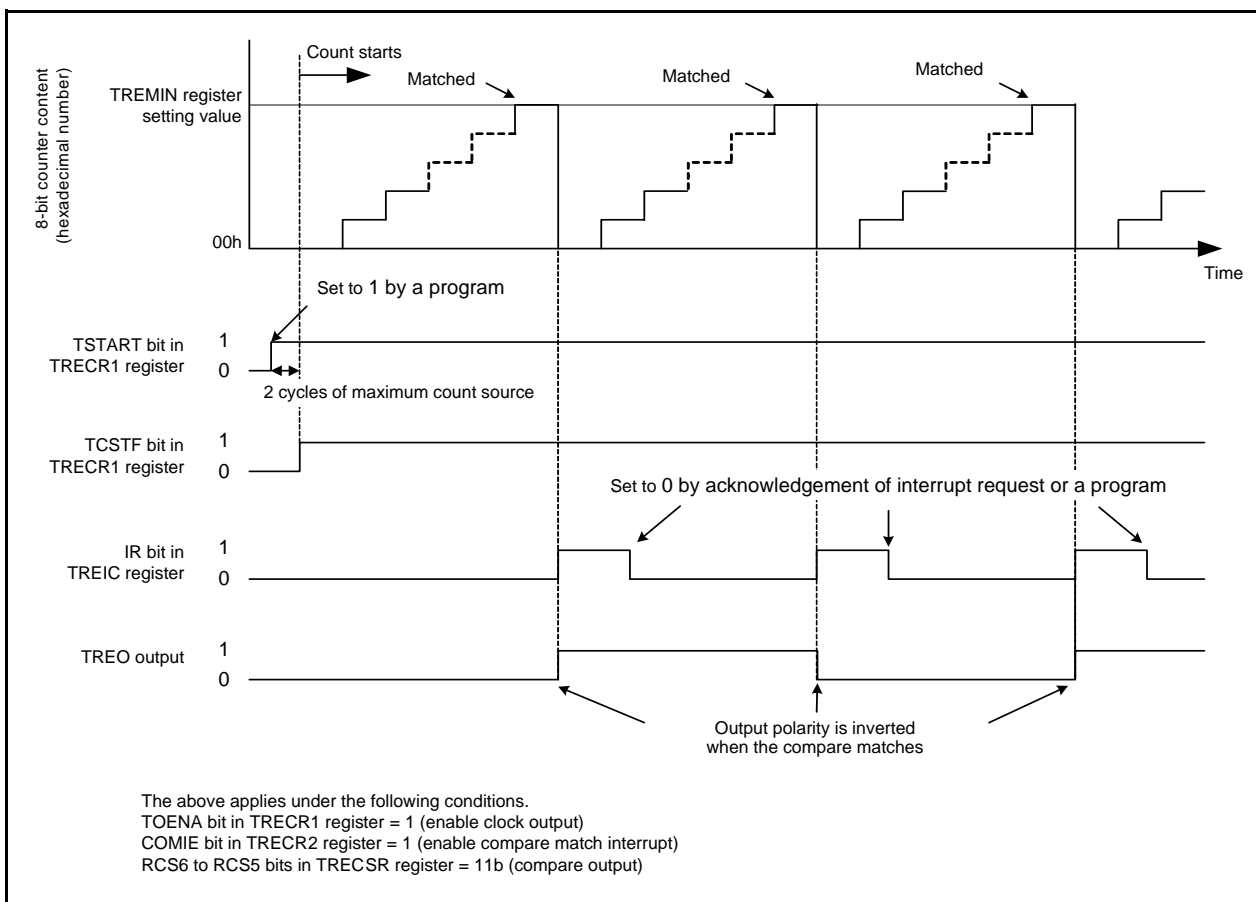 8-bit counter content
(hexadecimal number)
Count starts
Matched
Matched
Matched
TREMIN register
setting value
00h
Time
Set to 1 by a program
TSTART bit in
TRECR1 register
1
0
2 cycles of maximum count source
TCSTF bit in
TRECR1 register
1
0
Set to 0 by acknowledgement of interrupt request or a program
IR bit in
TREIC register
1
0
TREO output
1
0
Output polarity is inverted
when the compare matches
The above applies under the following conditions.
TOENA bit in TRECR1 register = 1 (enable clock output)
COMIE bit in TRECR2 register = 1 (enable compare match interrupt)
RCS6 to RCS5 bits in TRECSR register = 11b (compare output)